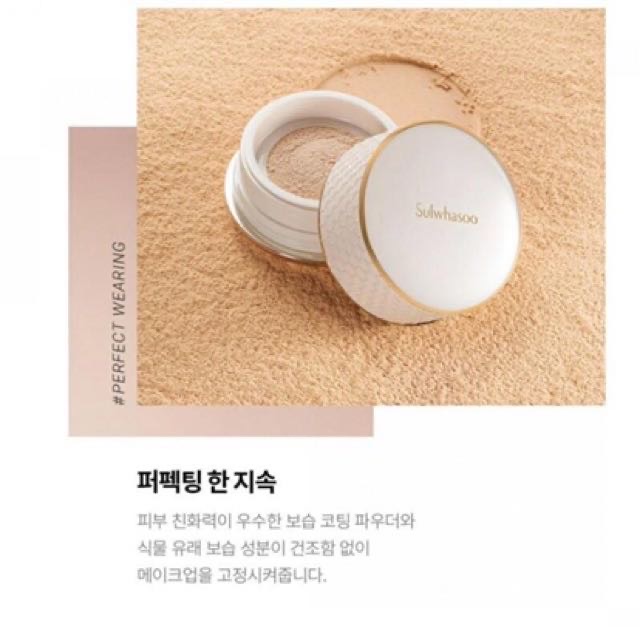 Sulwhasoo
#PERFECT WEARING
퍼펙팅 한 지속
피부 친화력이 우수한 보습 코팅 파우더와
식물 유래 보습 성분이 건조함 없이
메이크업을 고정시켜줍니다.